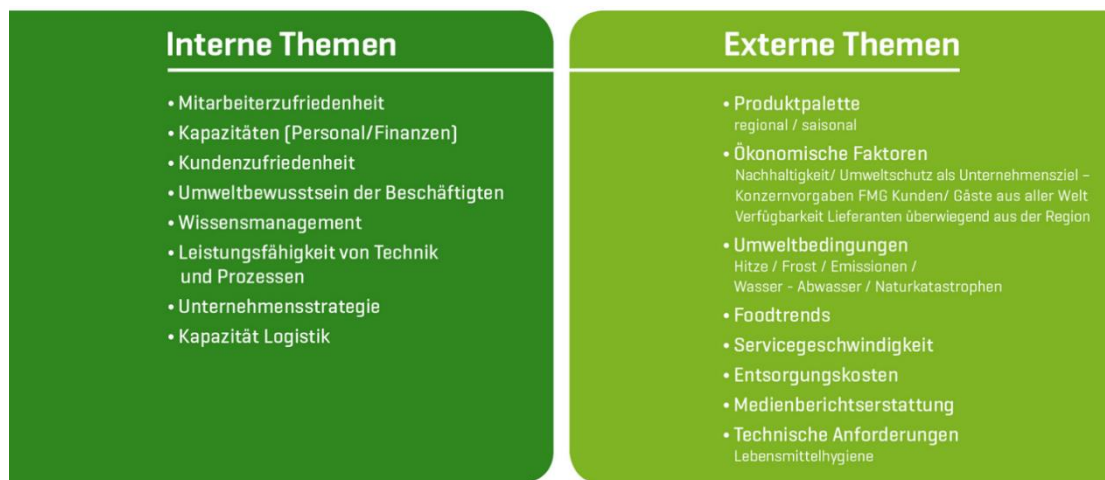 Interne Themen
• Mitarbeiterzufriedenheit
• Kapazitäten (Personal/Finanzen)
• Kundenzufriedenheit
• Umweltbewusstsein der Beschäftigten
• Wissensmanagement
• Leistungsfähigkeit von Technik
und Prozessen
• Unternehmensstrategie
• Kapazität Logistik
Externe Themen
• Produktpalette
regional / saisonal
• Ökonomische Faktoren
Nachhaltigkeit/ Umweltschutz als Unternehmensziel –
Konzernvorgaben FMG Kunden/ Gäste aus aller Welt
Verfügbarkeit Lieferanten überwiegend aus der Region
• Umweltbedingungen
Hitze / Frost / Emissionen /
Wasser - Abwasser / Naturkatastrophen
• Foodtrends
• Servicegeschwindigkeit
• Entsorgungskosten
• Medienberichtserstattung
• Technische Anforderungen
Lebensmittelhygiene